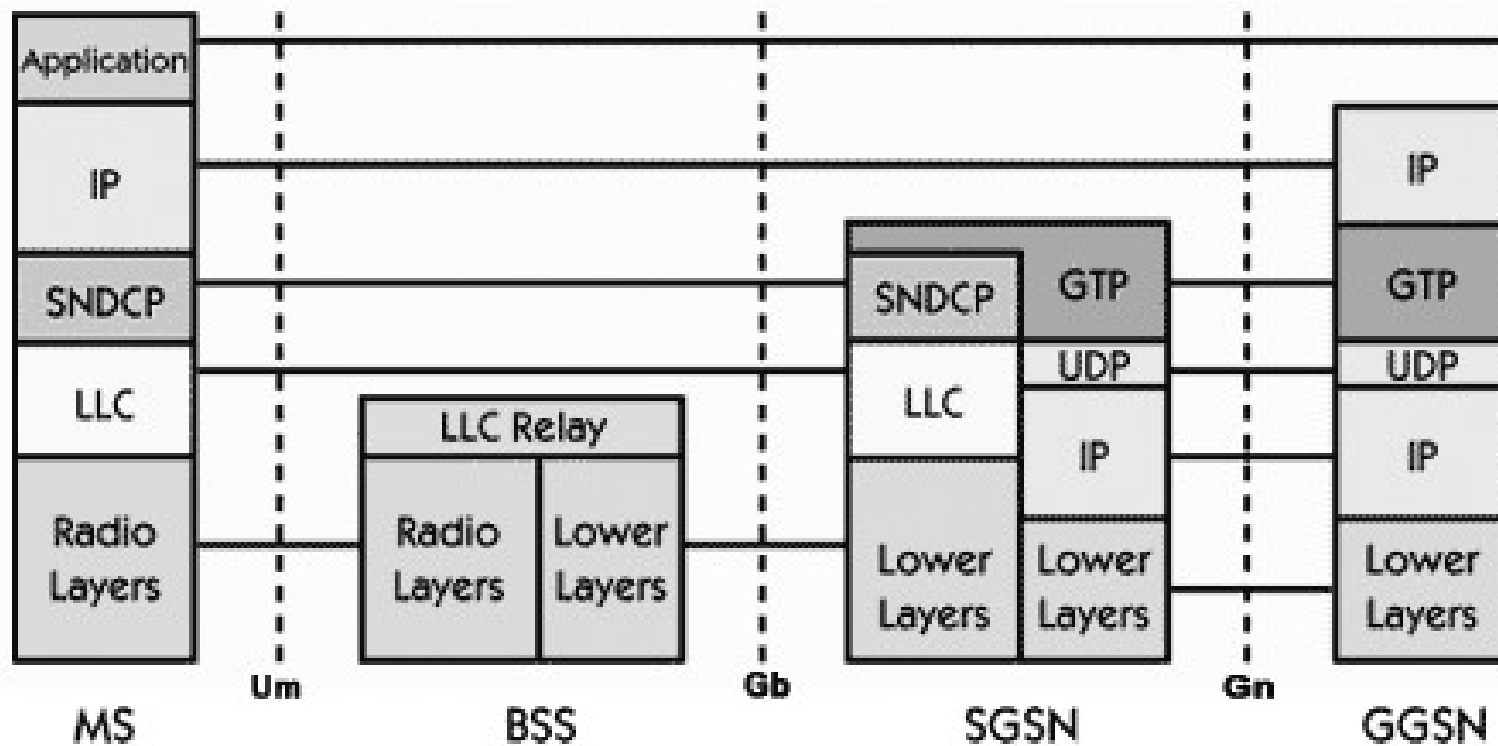 Application
IP
SNDCP
LLC
Radio
Layers
MS
Um
LLC Relay
Radio
Layers
Lower
Layers
BSS
Gb
SNDCP
LLC
Lower
Layers
GTP
UDP
IP
Lower
Layers
SGSN
Gn
IP
GTP
UDP
IP
Lower
Layers
GGSN